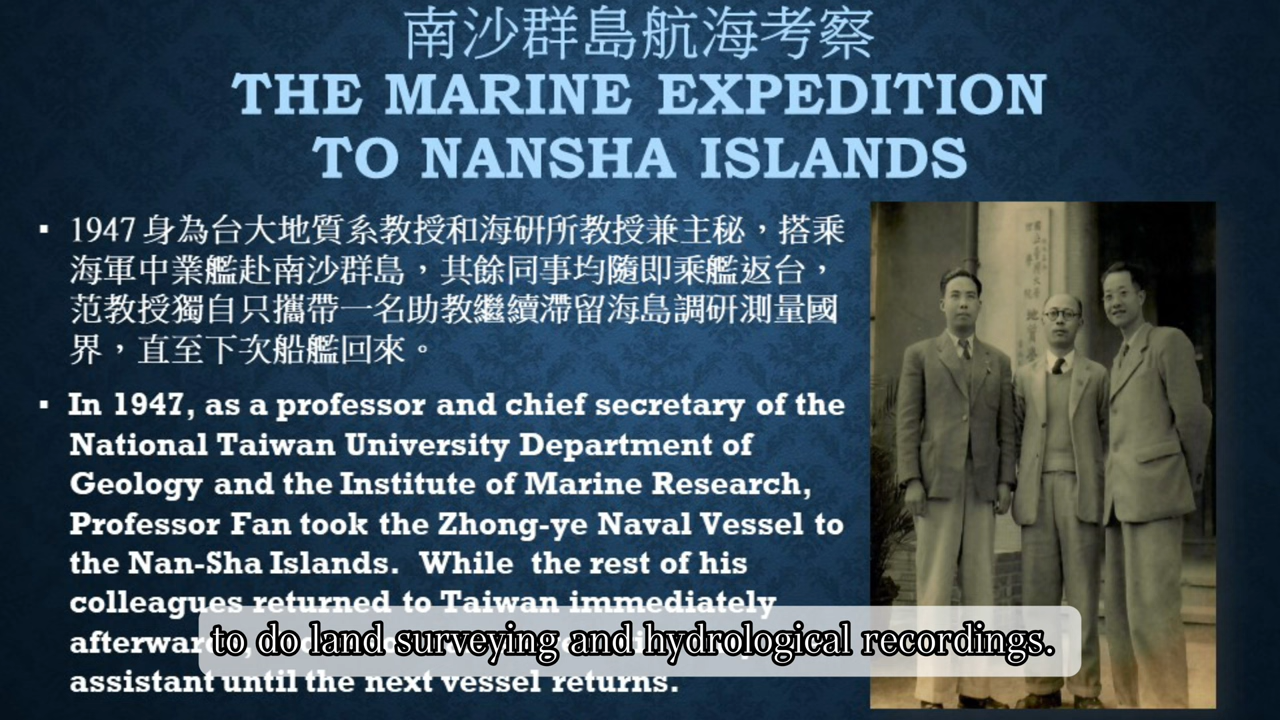 南沙群島航海考察
THE MARINE EXPEDITION
TO NANSHA ISLANDS
▪ 1947 身為台大地質系教授和海研所教授兼主秘，搭乘
海軍中業艦赴南沙群島，其餘同事均隨即乘艦返台，
范教授獨自只攜帶一名助教繼續滯留海島調研測量國
界，直至下次船艦回來。
▪ In 1947, as a professor and chief secretary of the
National Taiwan University Department of
Geology and the Institute of Marine Research,
Professor Fan took the Zhong-ye Naval Vessel to
the Nan-Sha Islands. While the rest of his
colleagues returned to Taiwan immediately
to do land surveying and hydrological recordings.
assistant until the next vessel returns.